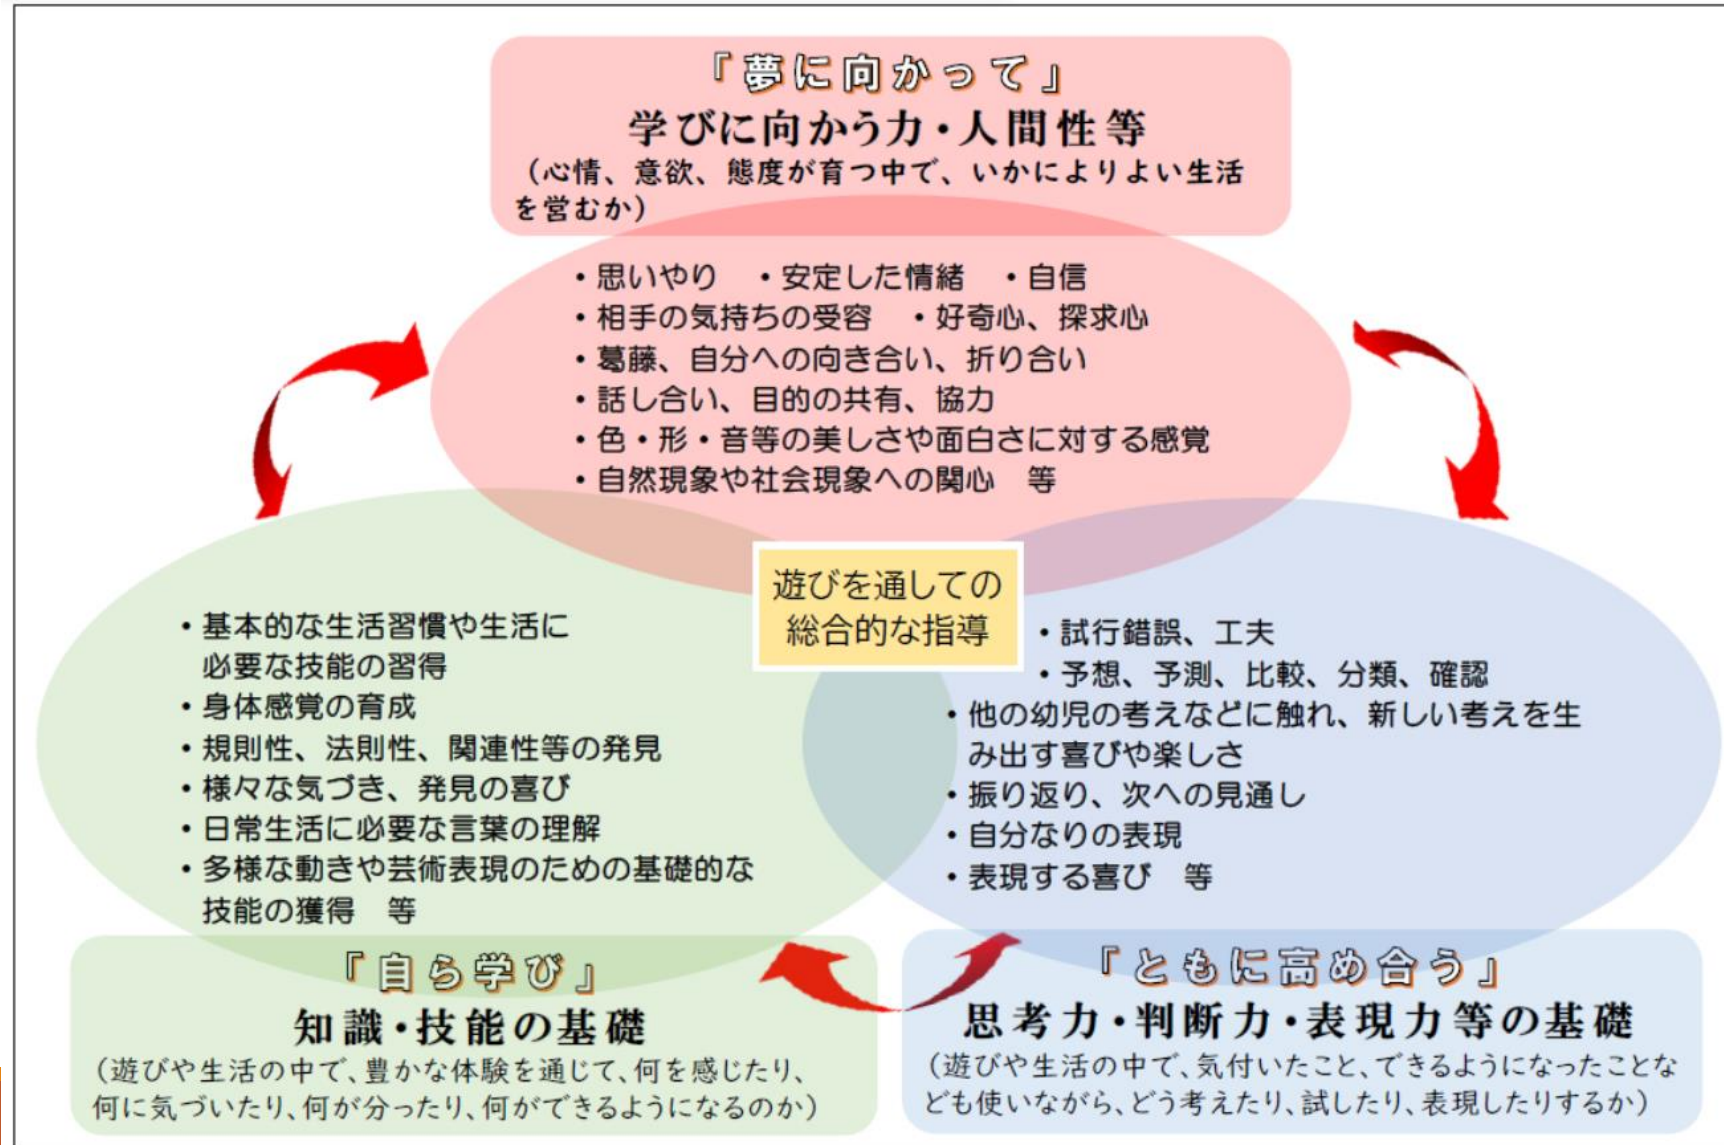 『夢に向かって』
学びに向かう力・人間性等
（心情、意欲、態度が育つ中で、いかによりよい生活
を営むか）
・思いやり　・安定した情緒　・自信
・相手の気持ちの受容　・好奇心、探求心
・葛藤、自分への向き合い、折り合い
・話し合い、目的の共有、協力
・色・形・音等の美しさや面白さに対する感覚
・自然現象や社会現象への関心　等
遊びを通しての
総合的な指導
・基本的な生活習慣や生活に
必要な技能の習得
・身体感覚の育成
・規則性、法則性、関連性等の発見
・様々な気づき、発見の喜び
・日常生活に必要な言葉の理解
・多様な動きや芸術表現のための基礎的な
技能の獲得　等
・試行錯誤、工夫
・予想、予測、比較、分類、確認
・他の幼児の考えなどに触れ、新しい考えを生
み出す喜びや楽しさ
・振り返り、次への見通し
・自分なりの表現
・表現する喜び　等
『自ら学び』
知識・技能の基礎
（遊びや生活の中で、豊かな体験を通じて、何を感じたり、
何に気づいたり、何が分ったり、何ができるようになるのか）
『ともに高め合う』
思考力・判断力・表現力等の基礎
（遊びや生活の中で、気付いたこと、できるようになったことな
ども使いながら、どう考えたり、試したり、表現したりするか）